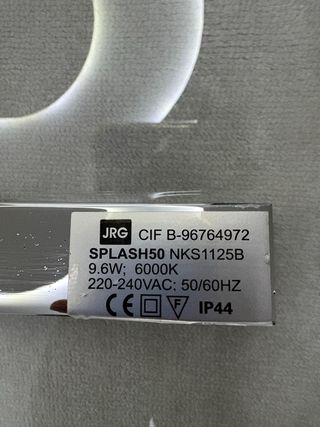 JRG CIF B-96764972
SPLASH50 NKS1125B
9.6W; 6000K
220-240VAC; 50/60HZ
CE F IP44